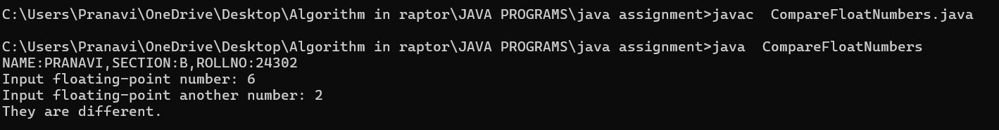 C:\Users\Pranavi\OneDrive\Desktop\Algorithm in raptor\JAVA PROGRAMS\java assignment>javac  CompareFloatNumbers.java
C:\Users\Pranavi\OneDrive\Desktop\Algorithm in raptor\JAVA PROGRAMS\java assignment>java  CompareFloatNumbers
NAME:PRANAVI,SECTION:B,ROLLNO:24302
Input floating-point number: 6
Input floating-point another number: 2
They are different.